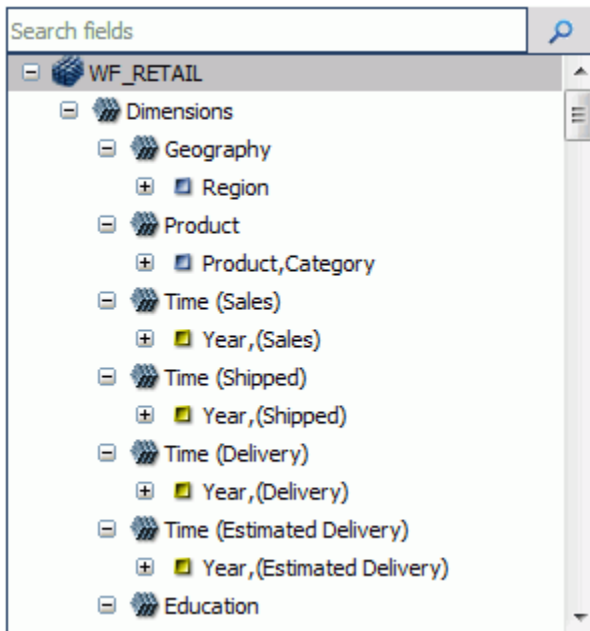 Search fields
WF_RETAIL
Dimensions
Geography
Region
Product
Product,Category
Time (Sales)
Year,(Sales)
Time (Shipped)
Year,(Shipped)
Time (Delivery)
Year,(Delivery)
Time (Estimated Delivery)
Year,(Estimated Delivery)
Education